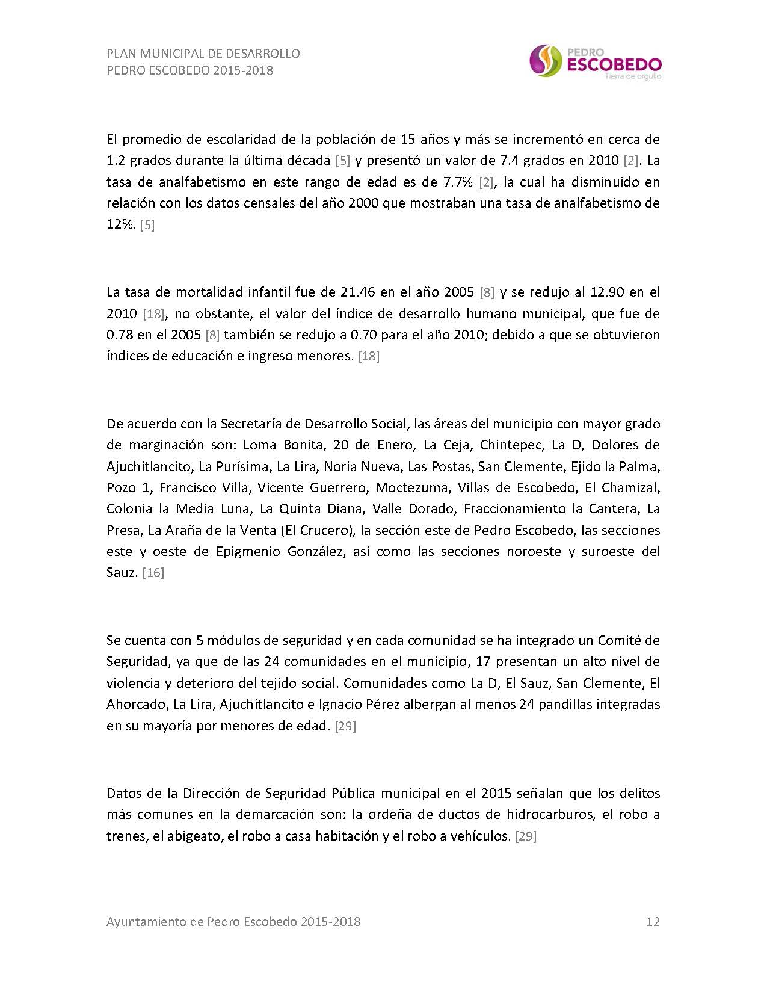 PLAN MUNICIPAL DE DESARROLLO
PEDRO ESCOBEDO 2015-2018
PEDRO
ESCOBEDO
Tierra de orgullo
El promedio de escolaridad de la población de 15 años y más se incrementó en cerca de
1.2 grados durante la última década [5] y presentó un valor de 7.4 grados en 2010 [2]. La
tasa de analfabetismo en este rango de edad es de 7.7% [2], la cual ha disminuido en
relación con los datos censales del año 2000 que mostraban una tasa de analfabetismo de
12%. [5]
La tasa de mortalidad infantil fue de 21.46 en el año 2005 [8] y se redujo al 12.90 en el
2010 [18], no obstante, el valor del índice de desarrollo humano municipal, que fue de
0.78 en el 2005 [8] también se redujo a 0.70 para el año 2010; debido a que se obtuvieron
índices de educación e ingreso menores. [18]
De acuerdo con la Secretaría de Desarrollo Social, las áreas del municipio con mayor grado
de marginación son: Loma Bonita, 20 de Enero, La Ceja, Chintepec, La D, Dolores de
Ajuchitlancito, La Purísima, La Lira, Noria Nueva, Las Postas, San Clemente, Ejido la Palma,
Pozo 1, Francisco Villa, Vicente Guerrero, Moctezuma, Villas de Escobedo, El Chamizal,
Colonia la Media Luna, La Quinta Diana, Valle Dorado, Fraccionamiento la Cantera, La
Presa, La Araña de la Venta (El Crucero), la sección este de Pedro Escobedo, las secciones
este y oeste de Epigmenio González, así como las secciones noroeste y suroeste del
Sauz. [16]
Se cuenta con 5 módulos de seguridad y en cada comunidad se ha integrado un Comité de
Seguridad, ya que de las 24 comunidades en el municipio, 17 presentan un alto nivel de
violencia y deterioro del tejido social. Comunidades como La D, El Sauz, San Clemente, El
Ahorcado, La Lira, Ajuchitlancito e Ignacio Pérez albergan al menos 24 pandillas integradas
en su mayoría por menores de edad. [29]
Datos de la Dirección de Seguridad Pública municipal en el 2015 señalan que los delitos
más comunes en la demarcación son: la ordeña de ductos de hidrocarburos, el robo a
trenes, el abigeato, el robo a casa habitación y el robo a vehículos. [29]
Ayuntamiento de Pedro Escobedo 2015-2018 12